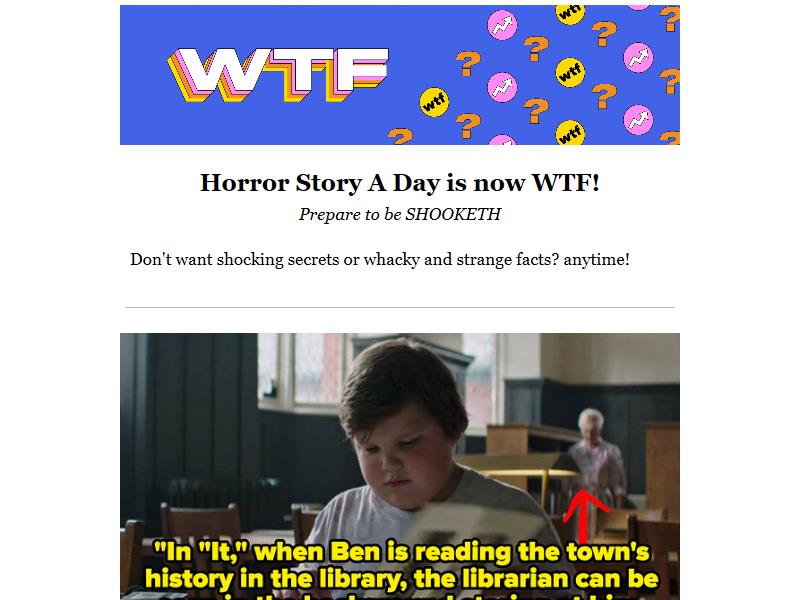 WTF
wtf
wtf
wtf
wtf
Horror Story A Day is now WTF!
Prepare to be SHOOKETH
Don't want shocking secrets or whacky and strange facts? anytime!
"In "It," when Ben is reading the town's
history in the library, the librarian can be